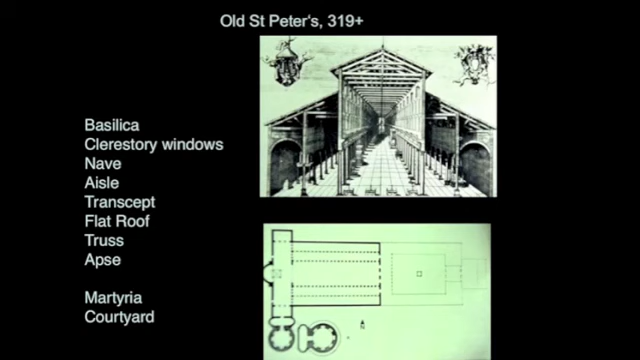 Old St Peter's, 319+
Basilica
Clerestory windows
Nave
Aisle
Transcept
Flat Roof
Truss
Apse
Martyria
Courtyard
N